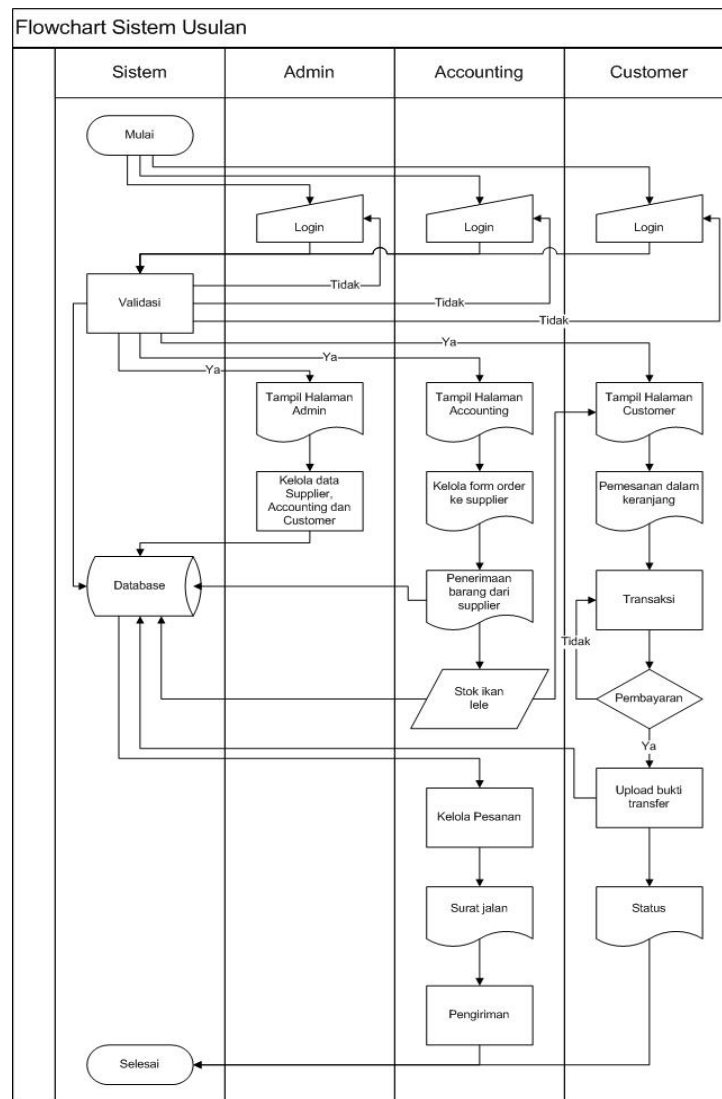 Flowchart Sistem Usulan
Sistem
Admin
Accounting
Customer
Mulai
Login
Login
Login
Validasi
Tidak
Tidak
Tidak
Ya
Ya
Ya
Tampil Halaman
Admin
Tampil Halaman
Accounting
Tampil Halaman
Customer
Kelola data
Supplier,
Accounting dan
Customer
Kelola form order
ke supplier
Pemesanan dalam
keranjang
Database
Penerimaan
barang dari
supplier
Transaksi
Tidak
Stok ikan
lele
Pembayaran
Ya
Kelola Pesanan
Upload bukti
transfer
Surat jalan
Status
Pengiriman
Selesai